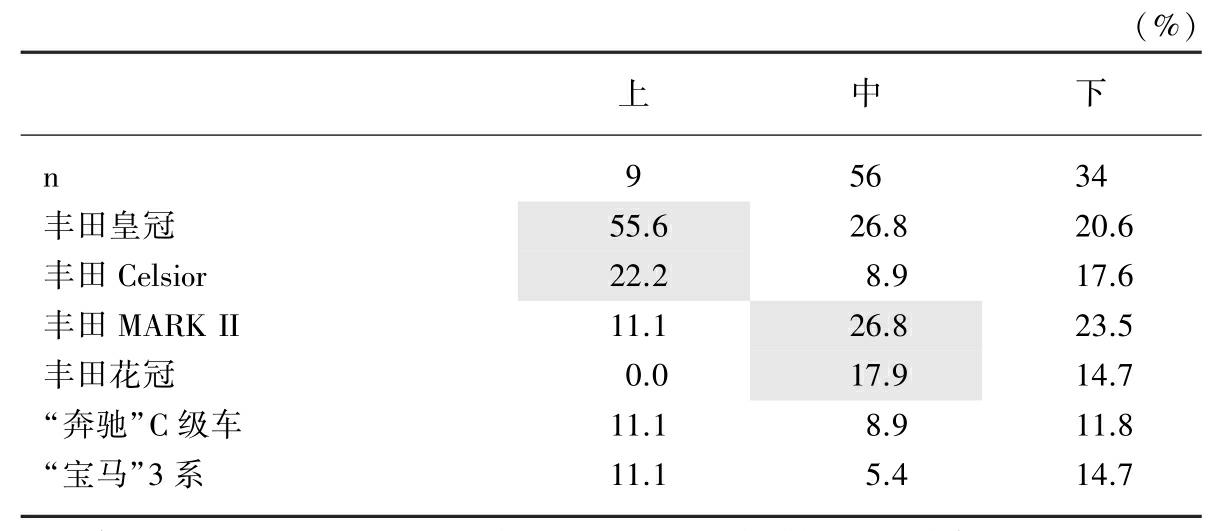 (%)
上 中 下
n 9 56 34
丰田皇冠 55.6 26.8 20.6
丰田 Celsior 22.2 8.9 17.6
丰田 MARK II 11.1 26.8 23.5
丰田花冠 0.0 17.9 14.7
“奔驰”C 级车 11.1 8.9 11.8
“宝马”3 系 11.1 5.4 14.7